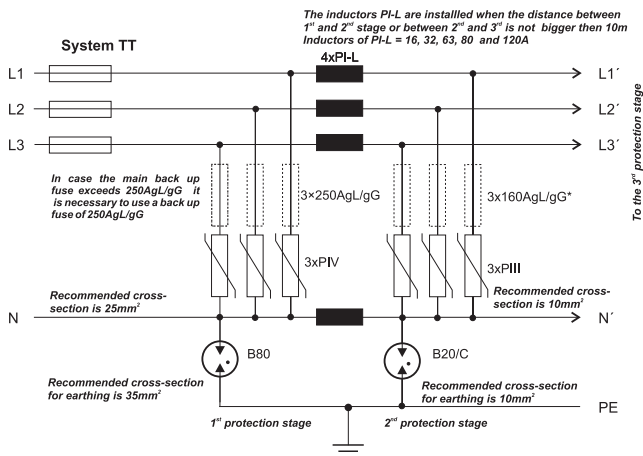 The inductors PI-L are installled when the distance between
1st and 2nd stage or between 2nd and 3rd is not bigger then 10m
Inductors of PI-L = 16, 32, 63, 80 and 120A
System TT
4xPI-L
L1
L1´
L2
L2´
L3
L3´
To the 3rd protection stage
In case the main back up
fuse exceeds 250AgL/gG it
is necessary to use a back up
fuse of 250AgL/gG
3×250AgL/gG
3x160AgL/gG*
3xPIV
3xPIII
Recommended cross-
section is 25mm²
Recommended cross-
section is 10mm²
N
N´
B80
B20/C
Recommended cross-section
for earthing is 35mm²
Recommended cross-section
for earthing is 10mm²
PE
1st protection stage
2nd protection stage